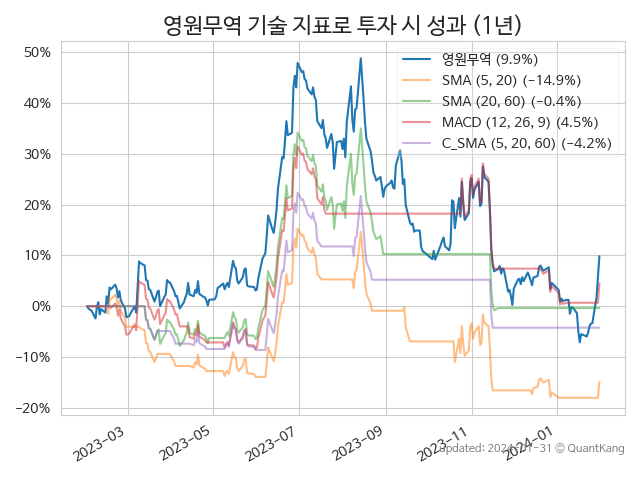 영원무역 기술 지표로 투자 시 성과 (1년)
50%
40%
30%
20%
10%
0%
−10%
−20%
영원무역 (9.9%)
SMA (5, 20) (−14.9%)
SMA (20, 60) (−0.4%)
MACD (12, 26, 9) (4.5%)
C_SMA (5, 20, 60) (−4.2%)
2023-03
2023-05
2023-07
2023-09
2023-11
2024-01
updated: 2024-01-31 © QuantKang